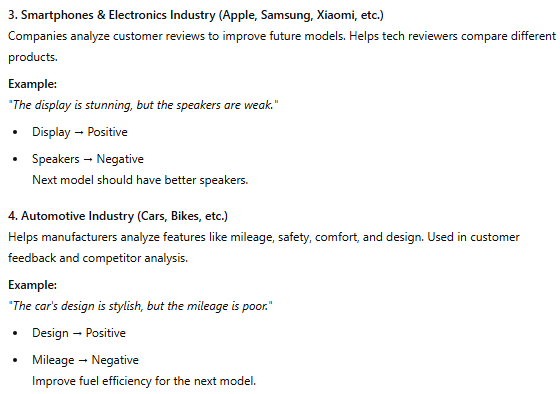 3. Smartphones & Electronics Industry (Apple, Samsung, Xiaomi, etc.)
Companies analyze customer reviews to improve future models. Helps tech reviewers compare different
products.
Example:
"The display is stunning, but the speakers are weak."
• Display → Positive
• Speakers → Negative
Next model should have better speakers.
4. Automotive Industry (Cars, Bikes, etc.)
Helps manufacturers analyze features like mileage, safety, comfort, and design. Used in customer
feedback and competitor analysis.
Example:
"The car's design is stylish, but the mileage is poor."
• Design → Positive
• Mileage → Negative
Improve fuel efficiency for the next model.